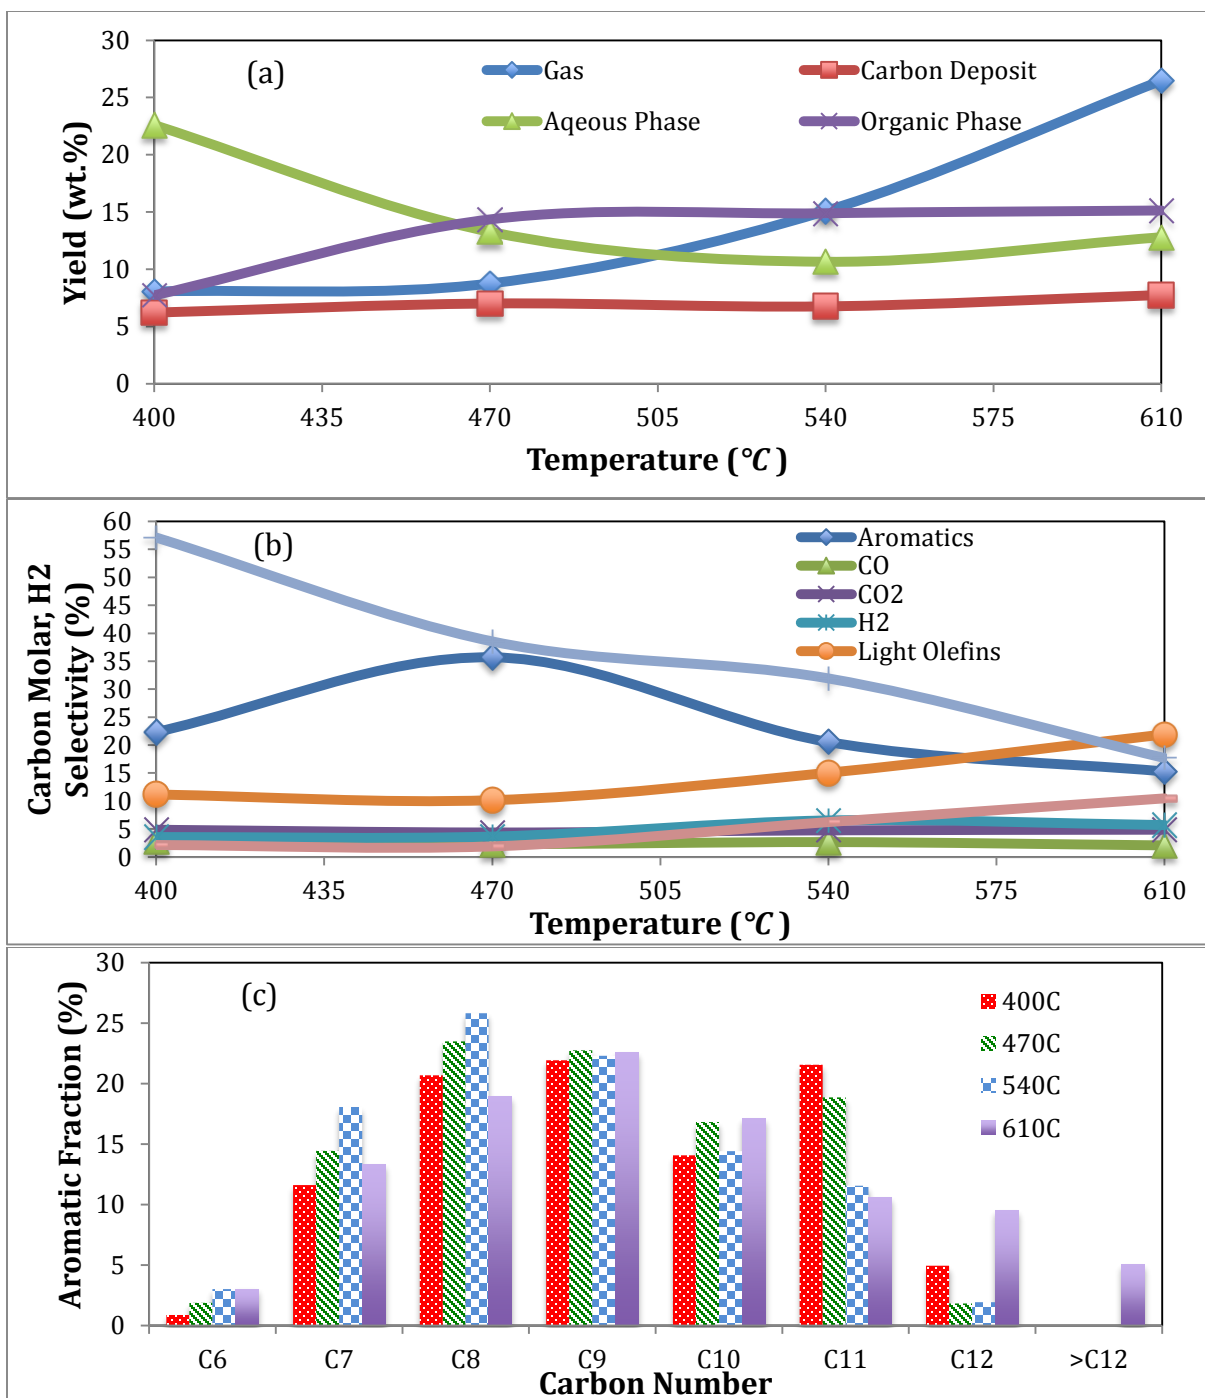 (a)
Gas
Carbon Deposit
Aqeous Phase
Organic Phase
Yield (wt.%)
30
25
20
15
10
5
0
400 435 470 505 540 575 610
Temperature (°C )
(b)
Aromatics
CO
CO2
H2
Light Olefins
Carbon Molar, H2
Selectivity (%)
60
55
50
45
40
35
30
25
20
15
10
5
0
400 435 470 505 540 575 610
Temperature (°C )
(c)
400C
470C
540C
610C
Aromatic Fraction (%)
30
25
20
15
10
5
0
C6 C7 C8 C9 C10 C11 C12 >C12
Carbon Number